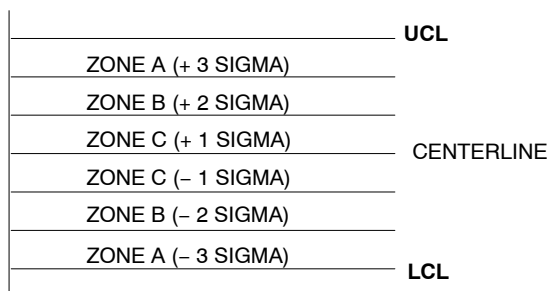 UCL
ZONE A (+ 3 SIGMA)
ZONE B (+ 2 SIGMA)
ZONE C (+ 1 SIGMA)
CENTERLINE
ZONE C (− 1 SIGMA)
ZONE B (− 2 SIGMA)
ZONE A (− 3 SIGMA)
LCL